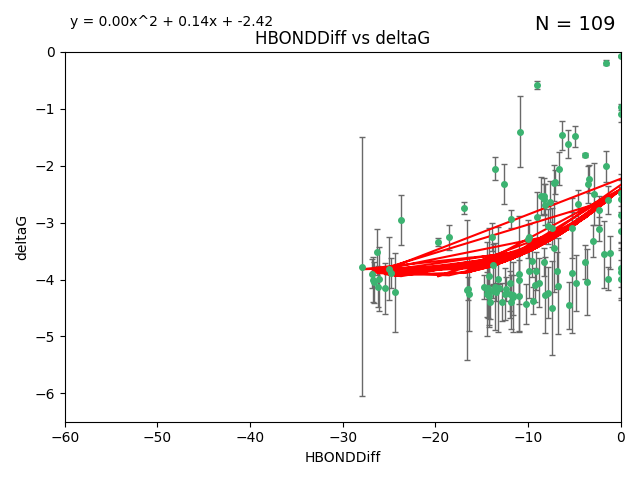 y = 0.00x^2 + 0.14x + -2.42
N = 109
HBONDDiff vs deltaG
0
−1
−2
−3
−4
−5
−6
deltaG
−60
−50
−40
−30
−20
−10
0
HBONDDiff